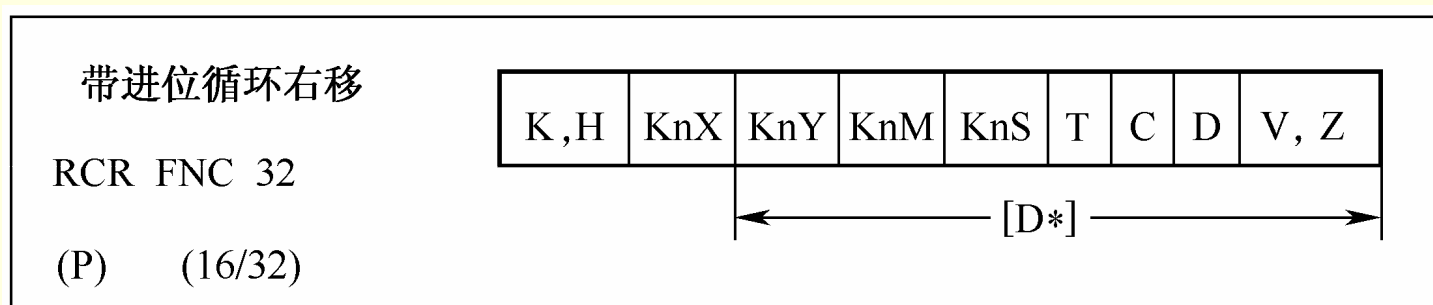 带进位循环右移
K,H KnX KnY KnM KnS T C D V, Z
RCR FNC 32
[D*]
(P) (16/32)